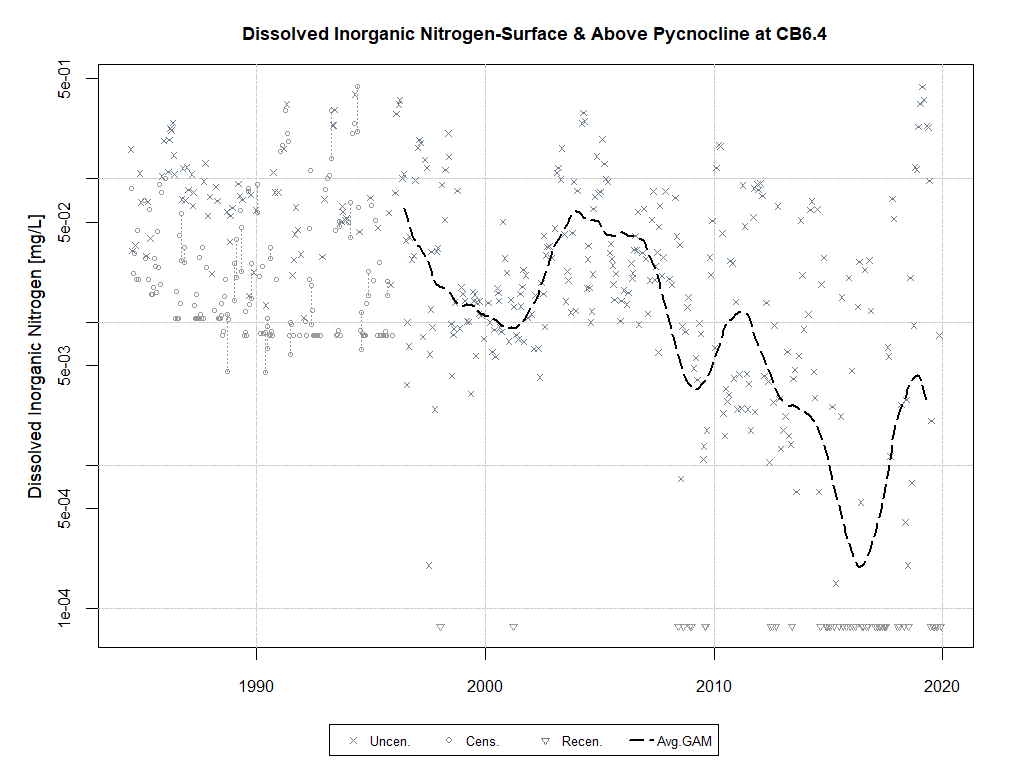 Dissolved Inorganic Nitrogen-Surface & Above Pycnocline at CB6.4
Dissolved Inorganic Nitrogen [mg/L]
5e-01
5e-02
5e-03
5e-04
1e-04
1990 2000 2010 2020
Uncen. Cens. Recen. Avg.GAM